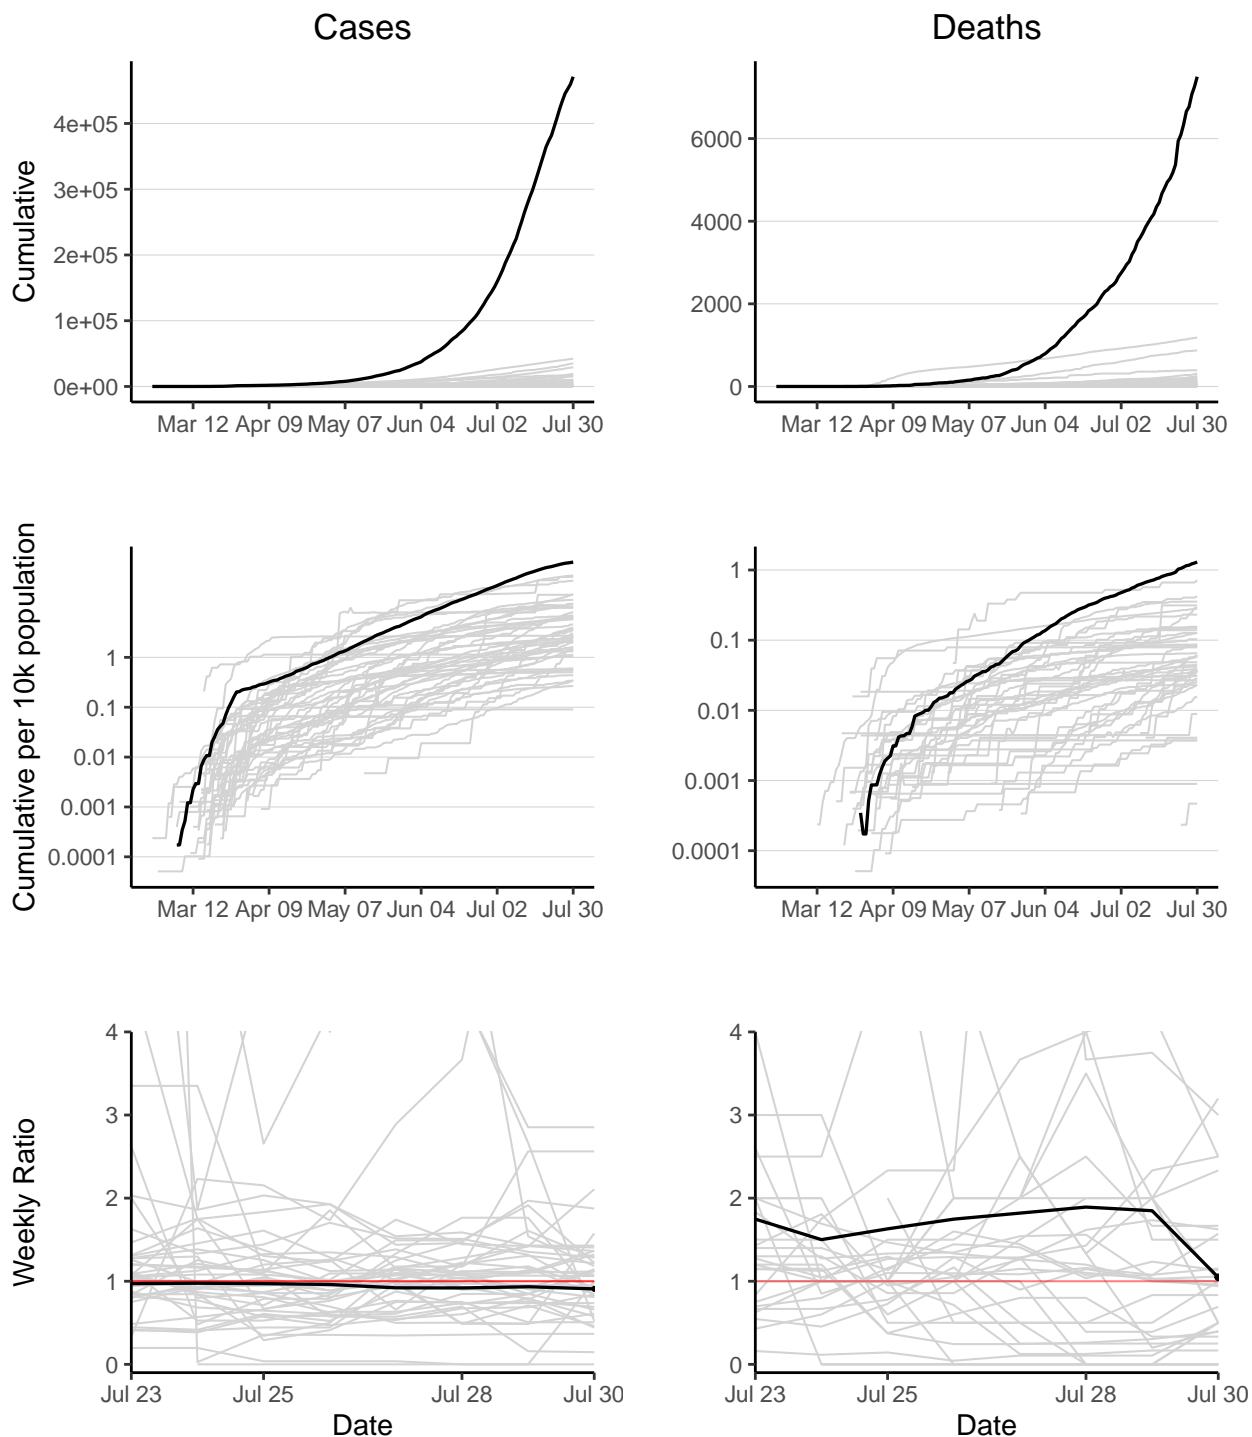 Cases
Deaths
Cumulative
4e+05
3e+05
2e+05
1e+05
0e+00
Mar 12 Apr 09 May 07 Jun 04 Jul 02 Jul 30
6000
4000
2000
0
Mar 12 Apr 09 May 07 Jun 04 Jul 02 Jul 30
Cumulative per 10k population
1
0.1
0.01
0.001
0.0001
Mar 12 Apr 09 May 07 Jun 04 Jul 02 Jul 30
1
0.1
0.01
0.001
0.0001
Mar 12 Apr 09 May 07 Jun 04 Jul 02 Jul 30
Weekly Ratio
4
3
2
1
0
Jul 23 Jul 25 Jul 28 Jul 30
Date
4
3
2
1
0
Jul 23 Jul 25 Jul 28 Jul 30
Date